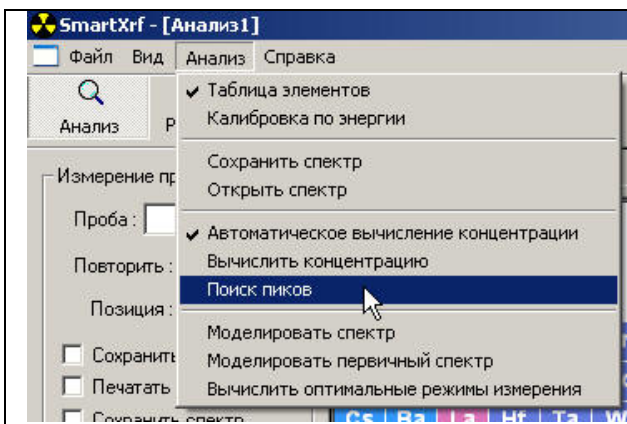 SmartXrf - [Анализ1]
Файл Вид Анализ Справка
Анализ
Измерение
Проба :
Повторить :
Позиция :
Сохранить
Печатать
Сохранить спектр
Таблица элементов
Калибровка по энергии
Сохранить спектр
Открыть спектр
Автоматическое вычисление концентрации
Вычислить концентрацию
Поиск пиков
Моделировать спектр
Моделировать первичный спектр
Вычислить оптимальные режимы измерения
Cs Ba La Hf Ta W